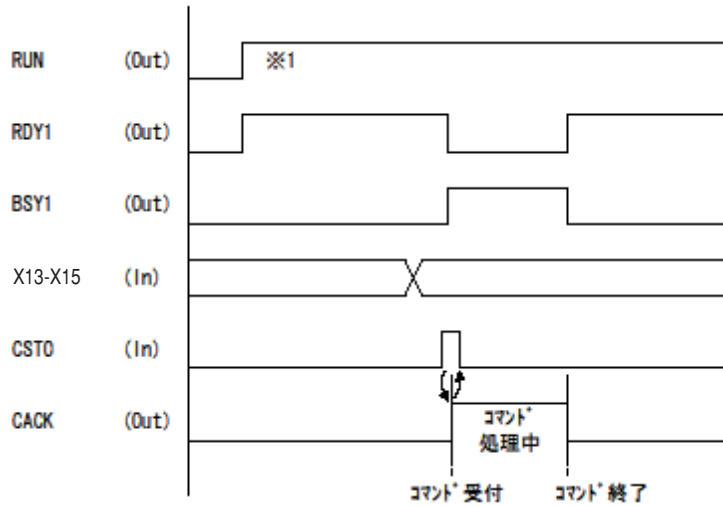 RUN (Out) ※1
RDY1 (Out)
BSY1 (Out)
X13-X15 (In)
CST0 (In)
CACK (Out) コマンド
処理中
コマンド受付 コマンド終了